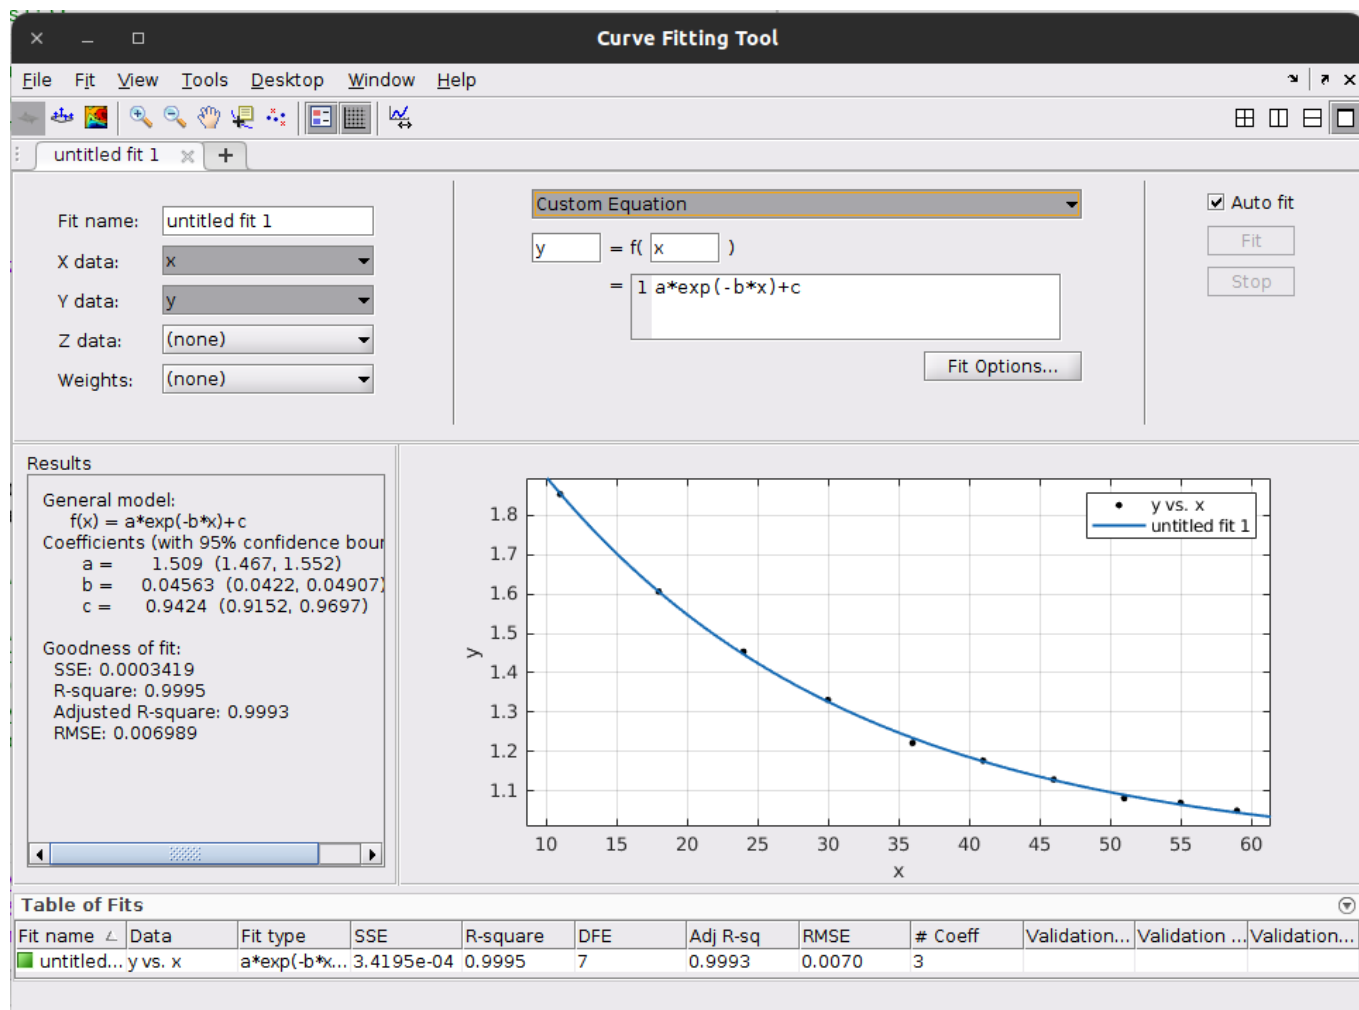 Curve Fitting Tool
File Fit View Tools Desktop Window Help
untitled fit 1
Fit name: untitled fit 1
X data: x
Y data: y
Z data: (none)
Weights: (none)
Custom Equation
y = f( x )
= 1 a*exp(-b*x)+c
Fit Options...
Auto fit
Fit
Stop
Results
General model:
f(x) = a*exp(-b*x)+c
Coefficients (with 95% confidence bour
a = 1.509 (1.467, 1.552)
b = 0.04563 (0.0422, 0.04907)
c = 0.9424 (0.9152, 0.9697)
Goodness of fit:
SSE: 0.0003419
R-square: 0.9995
Adjusted R-square: 0.9993
RMSE: 0.006989
y vs. x
untitled fit 1
1.8
1.7
1.6
1.5
1.4
1.3
1.2
1.1
y
10 15 20 25 30 35 40 45 50 55 60
x
Table of Fits
Fit name Data Fit type SSE R-square DFE Adj R-sq RMSE # Coeff Validation... Validation ... Validation...
untitled... y vs. x a*exp(-b*x... 3.4195e-04 0.9995 7 0.9993 0.0070 3